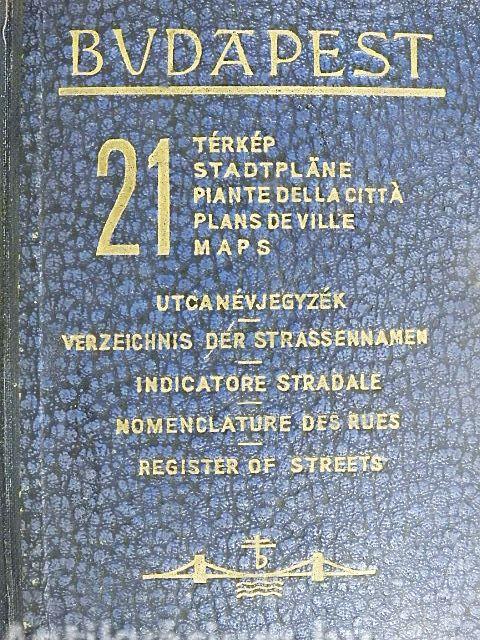 BUDAPEST
21
TÉRKÉP
STADTPLÄNE
PIANTE DELLA CITTÀ
PLANS DE VILLE
MAPS
UTCANÉVJEGYZÉK
VERZEICHNIS DER STRASSENNAMEN
INDICATORE STRADALE
NOMENCLATURE DES RUES
REGISTER OF STREETS